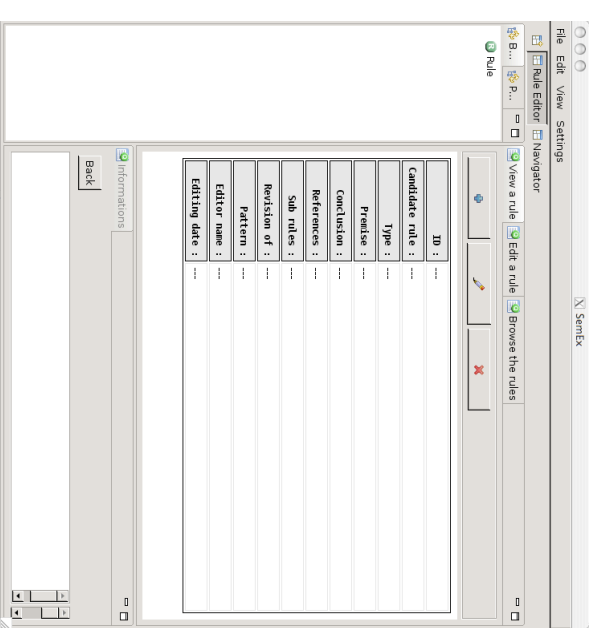 SemEx
File Edit View Settings
Rule Editor Navigator
B... P...
Rule
View a rule Edit a rule Browse the rules
ID : ---
Candidate rule : ---
Type : ---
Premise : ---
Conclusion : ---
References : ---
Sub rules : ---
Revision of : ---
Pattern : ---
Editor name : ---
Editing date : ---
Informations
Back